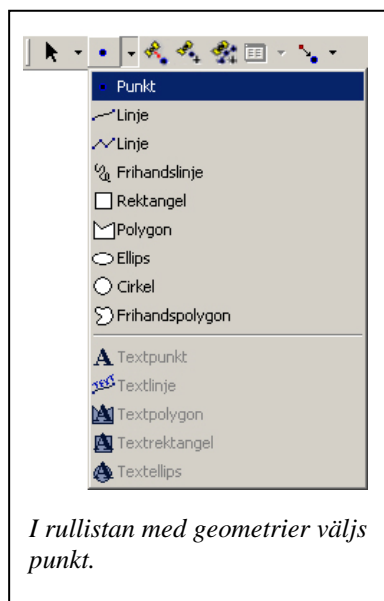 Punkt
Linje
Linje
Frihandslinje
Rektangel
Polygon
Ellips
Cirkel
Frihandspolygon
A Textpunkt
TEXT Textlinje
A Textpolygon
A Textrektangel
A Textellips
I rullistan med geometrier väljs
punkt.